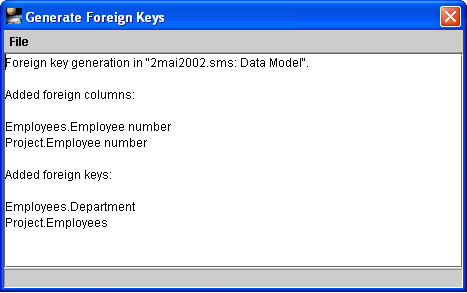 Generate Foreign Keys
File
Foreign key generation in "2mai2002.sms: Data Model".
Added foreign columns:
Employees.Employee number
Project.Employee number
Added foreign keys:
Employees.Department
Project.Employees